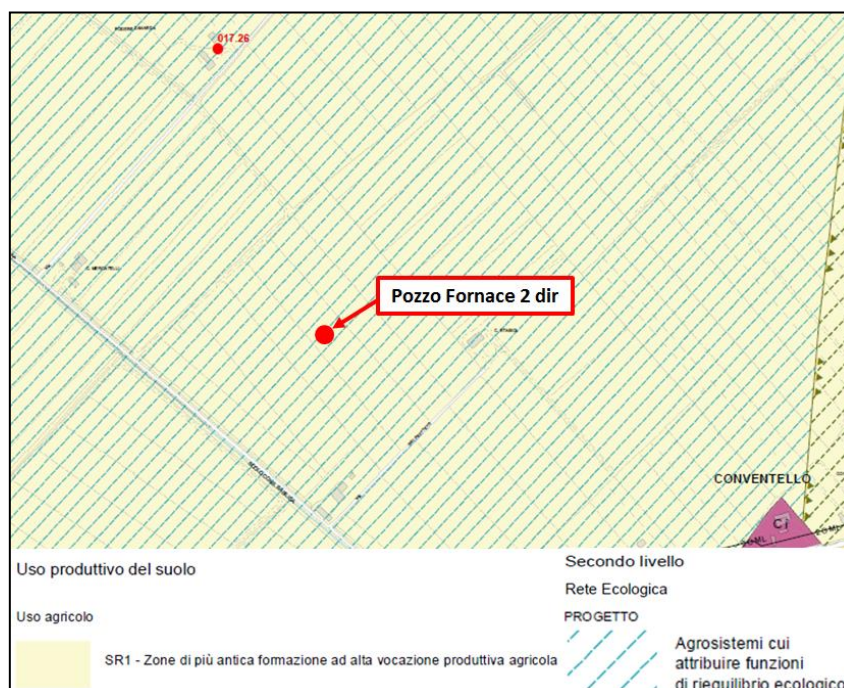 017.26
Pozzo Fornace 2 dir
CONVENTELLO
Uso produttivo del suolo
Uso agricolo
SR1 - Zone di più antica formazione ad alta vocazione produttiva agricola
Secondo livello
Rete Ecologica
PROGETTO
Agrosistemi cui
attribuire funzioni
di riequilibrio ecologico